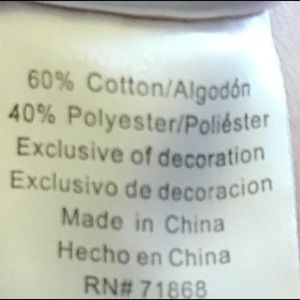 60% Cotton/Algodón
40% Polyester/Poliéster
Exclusive of decoration
Exclusivo de decoracion
Made in China
Hecho en China
RN# 71868